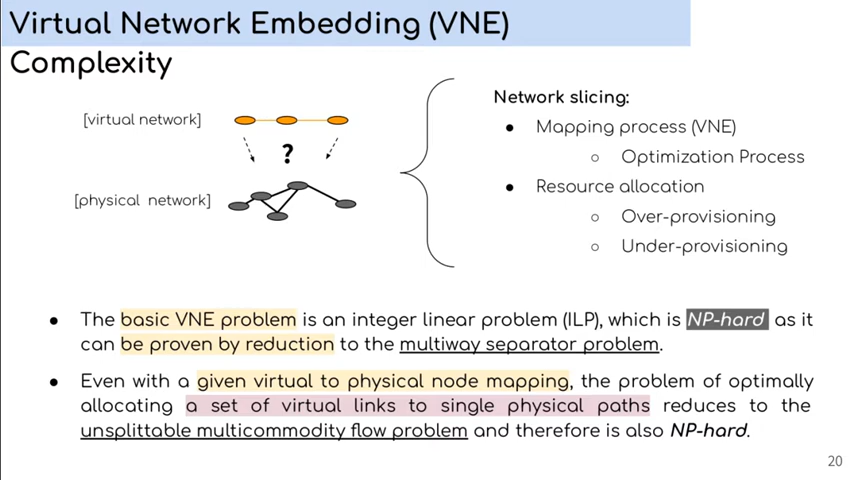 Virtual Network Embedding (VNE)
Complexity
[virtual network]
?
[physical network]
Network slicing:
● Mapping process (VNE)
○ Optimization Process
● Resource allocation
○ Over-provisioning
○ Under-provisioning
● The basic VNE problem is an integer linear problem (ILP), which is NP-hard as it
can be proven by reduction to the multiway separator problem.
● Even with a given virtual to physical node mapping, the problem of optimally
allocating a set of virtual links to single physical paths reduces to the
unsplittable multicommodity flow problem and therefore is also NP-hard.
20